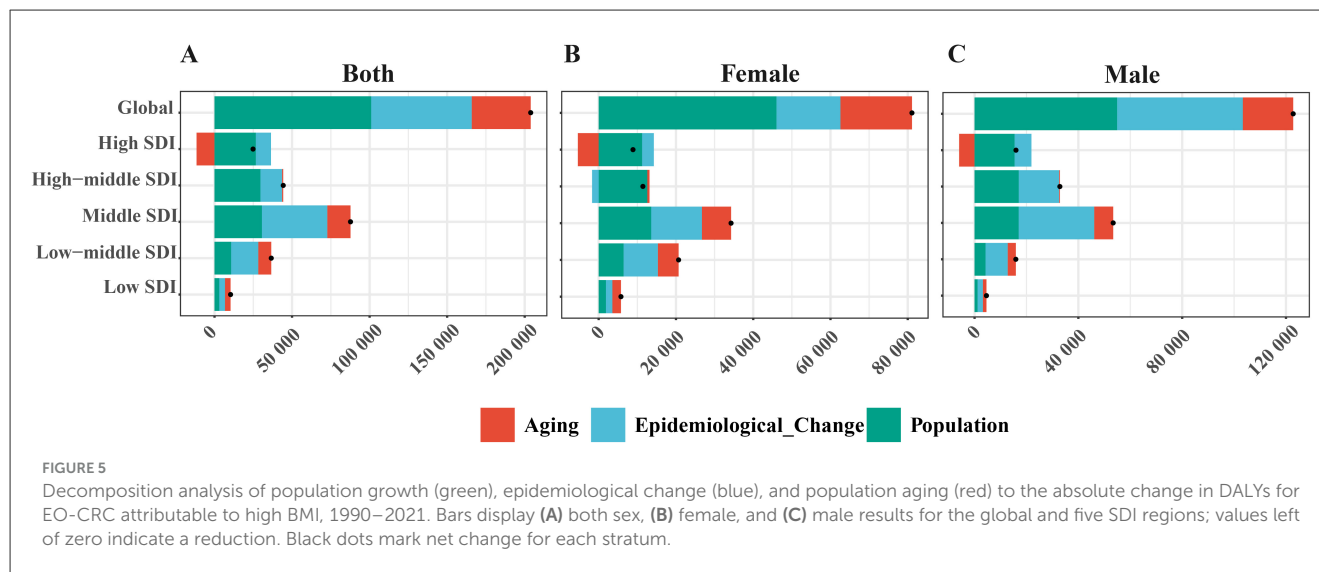 A
Both
B
Female
C
Male
Global
High SDI
High−middle SDI
Middle SDI
Low−middle SDI
Low SDI
0
50 000
100 000
150 000
200 000
0
20 000
40 000
60 000
80 000
0
40 000
80 000
120 000
Aging Epidemiological_Change Population
FIGURE 5
Decomposition analysis of population growth (green), epidemiological change (blue), and population aging (red) to the absolute change in DALYs for
EO-CRC attributable to high BMI, 1990–2021. Bars display (A) both sex, (B) female, and (C) male results for the global and five SDI regions; values left
of zero indicate a reduction. Black dots mark net change for each stratum.